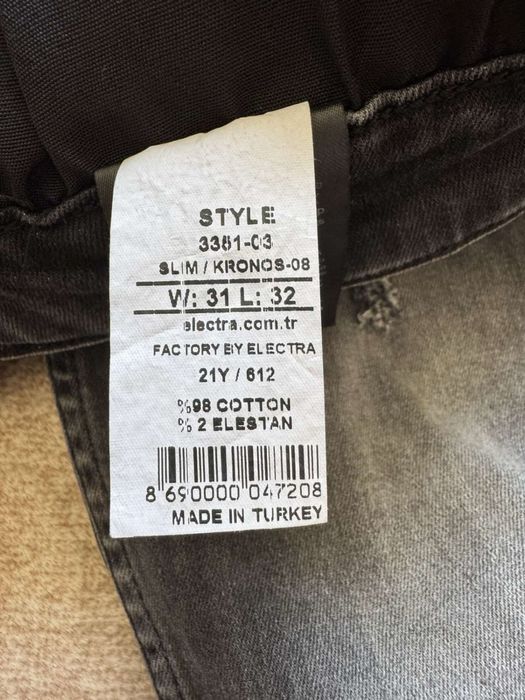 STYLE
3381-03
SLIM / KRONOS-08
W: 31 L: 32
electra.com.tr
FACTORY BY ELECTRA
21Y / 612
%98 COTTON
% 2 ELESTAN
8 690000 047208
MADE IN TURKEY